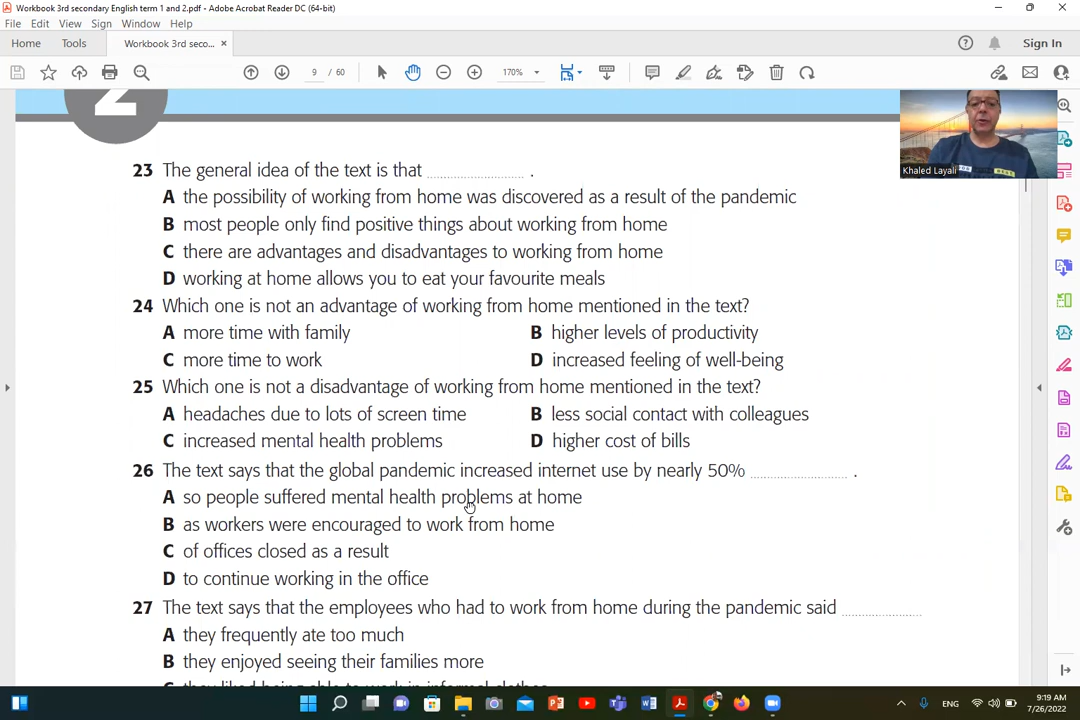 Workbook 3rd secondary English term 1 and 2.pdf - Adobe Acrobat Reader DC (64-bit)
File Edit View Sign Window Help
Home Tools Workbook 3rd seco... × Sign In
9 / 60 170%
2
Khaled Layali
23 The general idea of the text is that .................... .
A the possibility of working from home was discovered as a result of the pandemic
B most people only find positive things about working from home
C there are advantages and disadvantages to working from home
D working at home allows you to eat your favourite meals
24 Which one is not an advantage of working from home mentioned in the text?
A more time with family B higher levels of productivity
C more time to work D increased feeling of well-being
25 Which one is not a disadvantage of working from home mentioned in the text?
A headaches due to lots of screen time B less social contact with colleagues
C increased mental health problems D higher cost of bills
26 The text says that the global pandemic increased internet use by nearly 50% .................... .
A so people suffered mental health problems at home
B as workers were encouraged to work from home
C of offices closed as a result
D to continue working in the office
27 The text says that the employees who had to work from home during the pandemic said ....................
A they frequently ate too much
B they enjoyed seeing their families more
C they liked being able to work in informal clothes
9:19 AM
7/26/2022
ENG